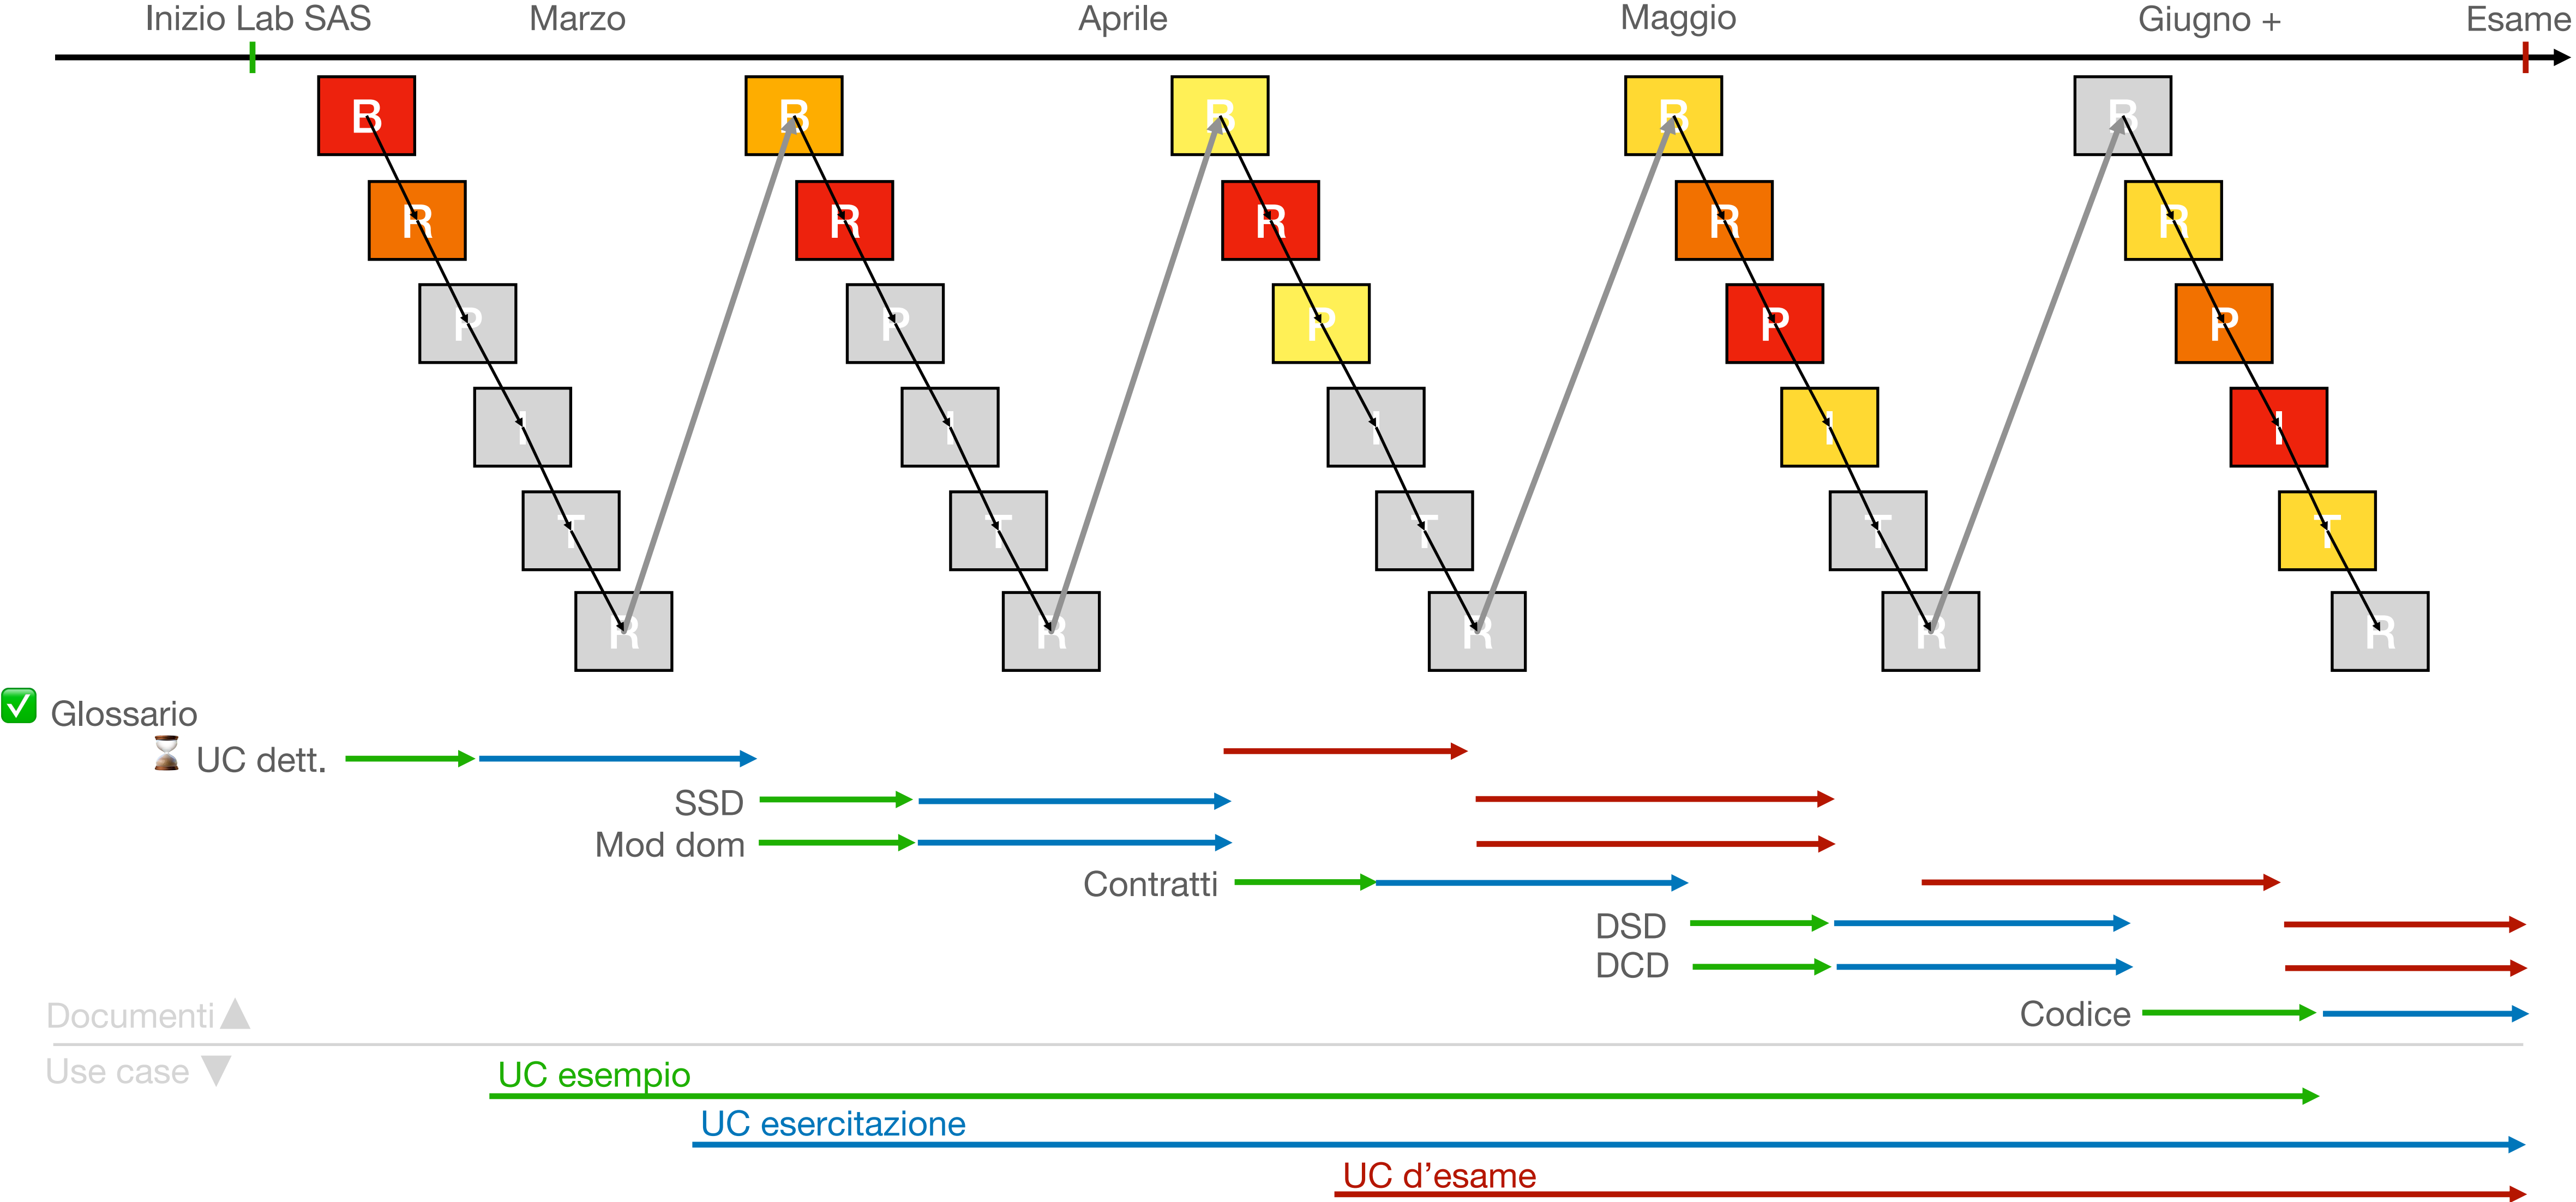 Inizio Lab SAS Marzo Aprile Maggio Giugno + Esame
B B B B B
R R R R R
P P P P P
I I I I I
T T T T T
R R R R R
Glossario
UC dett.
SSD
Mod dom
Contratti
DSD
DCD
Documenti
Codice
Use case
UC esempio
UC esercitazione
UC d’esame